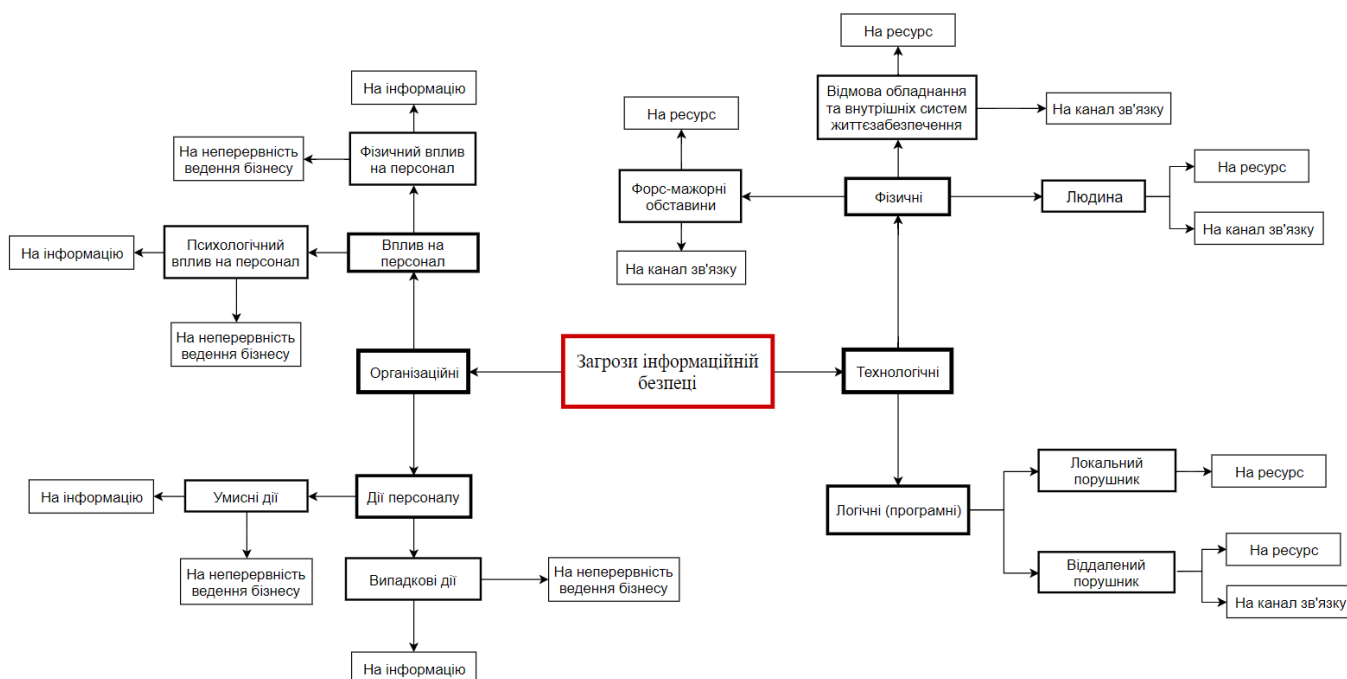 На ресурс
Відмова обладнання
та внутрішніх систем
життєзабезпечення
На канал зв'язку
На інформацію
На ресурс
Фізичний вплив
на персонал
На неперервність
ведення бізнесу
Форс-мажорні
обставини
Фізичні
Людина
На ресурс
На канал зв'язку
На інформацію
Психологічний
вплив на персонал
Вплив на
персонал
На канал зв'язку
На неперервність
ведення бізнесу
Організаційні
Загрози інформаційній
безпеці
Технологічні
Локальний
порушник
На ресурс
На інформацію
Умисні дії
Дії персоналу
Логічні (програмні)
На неперервність
ведення бізнесу
Випадкові дії
На неперервність
ведення бізнесу
Віддалений
порушник
На ресурс
На канал зв'язку
На інформацію